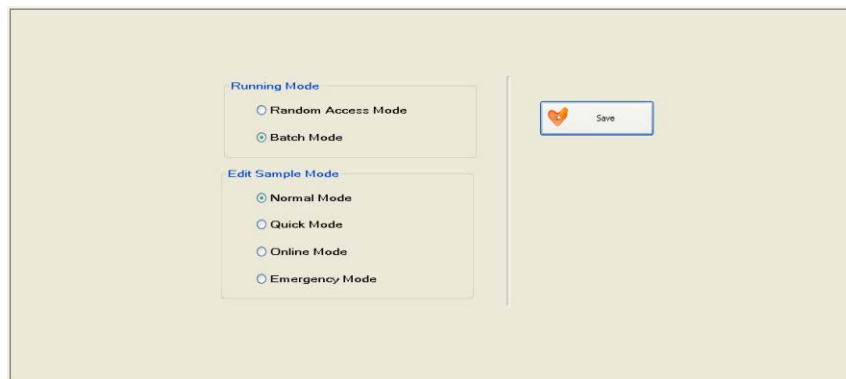 Running Mode
Random Access Mode
Batch Mode
Save
Edit Sample Mode
Normal Mode
Quick Mode
Online Mode
Emergency Mode